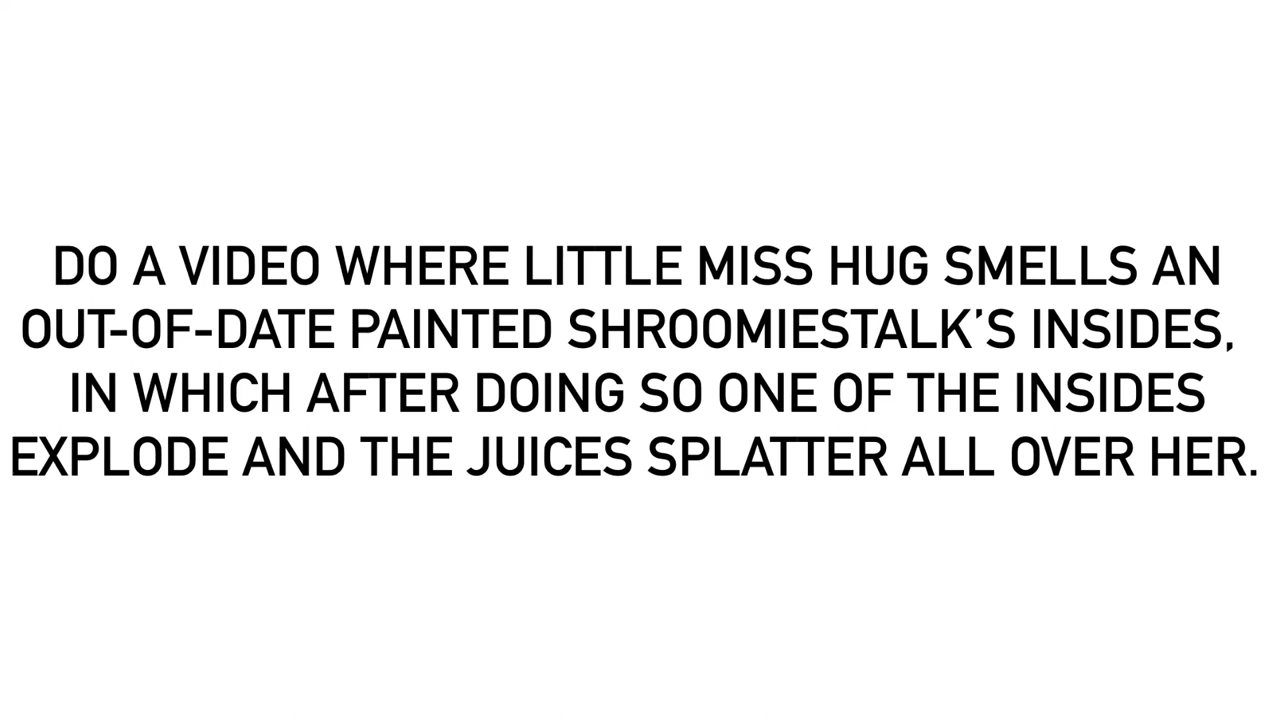 DO A VIDEO WHERE LITTLE MISS HUG SMELLS AN
OUT-OF-DATE PAINTED SHROOMIESTALK’S INSIDES,
IN WHICH AFTER DOING SO ONE OF THE INSIDES
EXPLODE AND THE JUICES SPLATTER ALL OVER HER.